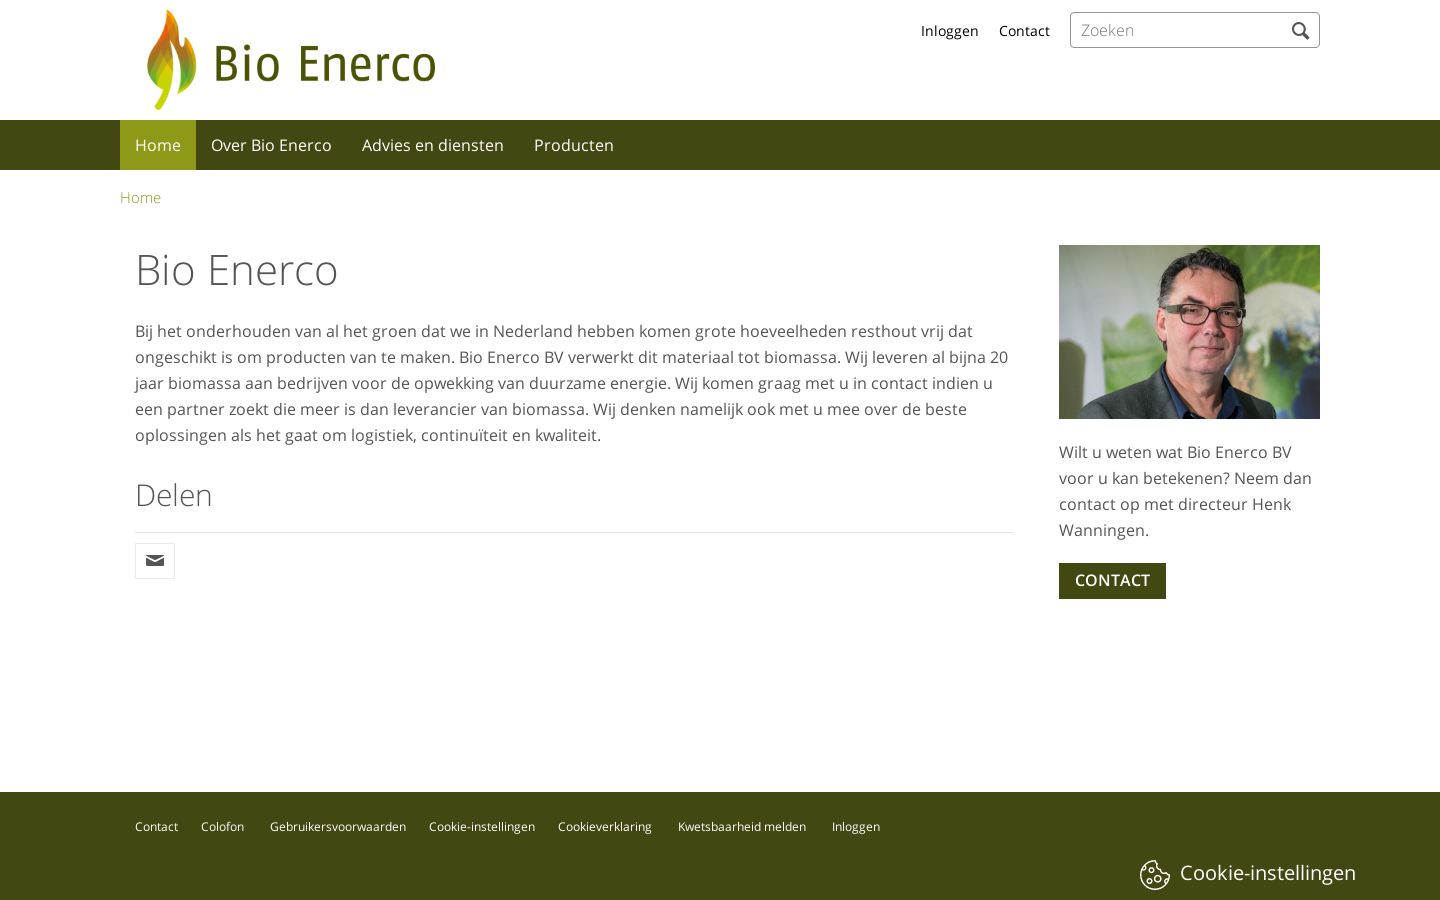 Bio Enerco
Inloggen
Contact
Zoeken
Home
Over Bio Enerco
Advies en diensten
Producten
Home
Bio Enerco
Bij het onderhouden van al het groen dat we in Nederland hebben komen grote hoeveelheden resthout vrij dat
ongeschikt is om producten van te maken. Bio Enerco BV verwerkt dit materiaal tot biomassa. Wij leveren al bijna 20
jaar biomassa aan bedrijven voor de opwekking van duurzame energie. Wij komen graag met u in contact indien u
een partner zoekt die meer is dan leverancier van biomassa. Wij denken namelijk ook met u mee over de beste
oplossingen als het gaat om logistiek, continuïteit en kwaliteit.
Delen
Wilt u weten wat Bio Enerco BV
voor u kan betekenen? Neem dan
contact op met directeur Henk
Wanningen.
CONTACT
Contact
Colofon
Gebruikersvoorwaarden
Cookie-instellingen
Cookieverklaring
Kwetsbaarheid melden
Inloggen
Cookie-instellingen